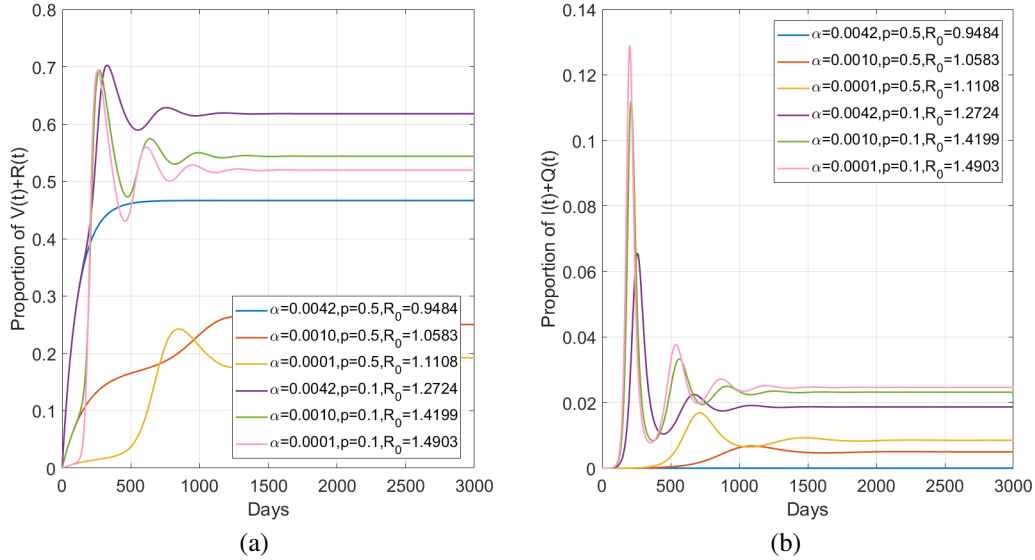 0.8
0.7
0.6
0.5
0.4
0.3
0.2
0.1
0
Proportion of V(t)+R(t)
α=0.0042,p=0.5,R0=0.9484
α=0.0010,p=0.5,R0=1.0583
α=0.0001,p=0.5,R0=1.1108
α=0.0042,p=0.1,R0=1.2724
α=0.0010,p=0.1,R0=1.4199
α=0.0001,p=0.1,R0=1.4903
0 500 1000 1500 2000 2500 3000
Days
(a)
0.14
0.12
0.1
0.08
0.06
0.04
0.02
0
Proportion of I(t)+Q(t)
α=0.0042,p=0.5,R0=0.9484
α=0.0010,p=0.5,R0=1.0583
α=0.0001,p=0.5,R0=1.1108
α=0.0042,p=0.1,R0=1.2724
α=0.0010,p=0.1,R0=1.4199
α=0.0001,p=0.1,R0=1.4903
0 500 1000 1500 2000 2500 3000
Days
(b)